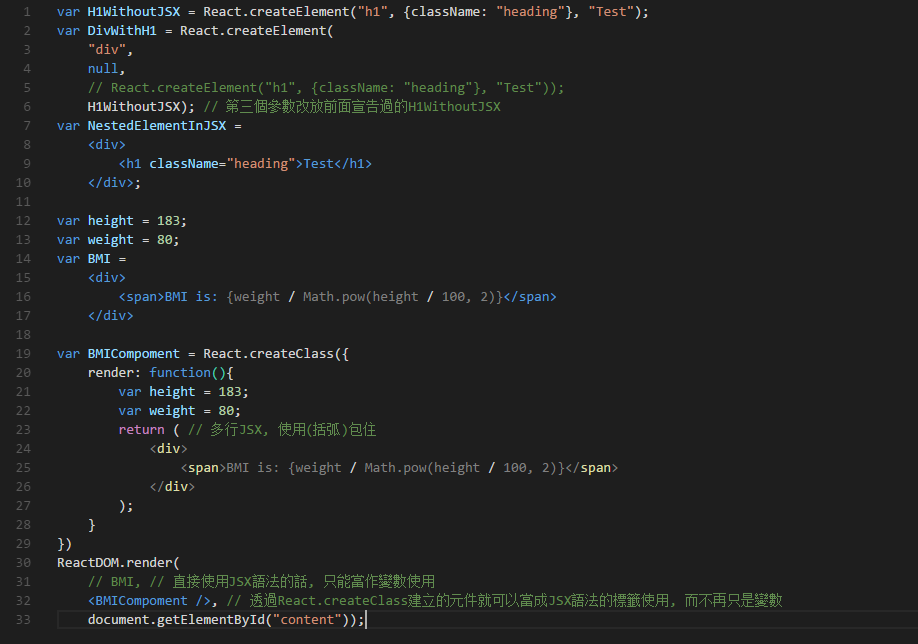 1 var H1WithoutJSX = React.createElement("h1", {className: "heading"}, "Test");
2 var DivWithH1 = React.createElement(
3     "div",
4     null,
5     // React.createElement("h1", {className: "heading"}, "Test"));
6     H1WithoutJSX); // 第三個參數改放前面宣告過的H1WithoutJSX
7 var NestedElementInJSX =
8     <div>
9         <h1 className="heading">Test</h1>
10     </div>;
11
12 var height = 183;
13 var weight = 80;
14 var BMI =
15     <div>
16         <span>BMI is: {weight / Math.pow(height / 100, 2)}</span>
17     </div>
18
19 var BMICompoment = React.createClass({
20     render: function(){
21         var height = 183;
22         var weight = 80;
23         return ( // 多行JSX, 使用(括弧)包住
24             <div>
25                 <span>BMI is: {weight / Math.pow(height / 100, 2)}</span>
26             </div>
27         );
28     }
29 })
30 ReactDOM.render(
31     // BMI, // 直接使用JSX語法的話, 只能當作變數使用
32     <BMICompoment />, // 透過React.createClass建立的元件就可以當成JSX語法的標籤使用, 而不再只是變數
33     document.getElementById("content"));